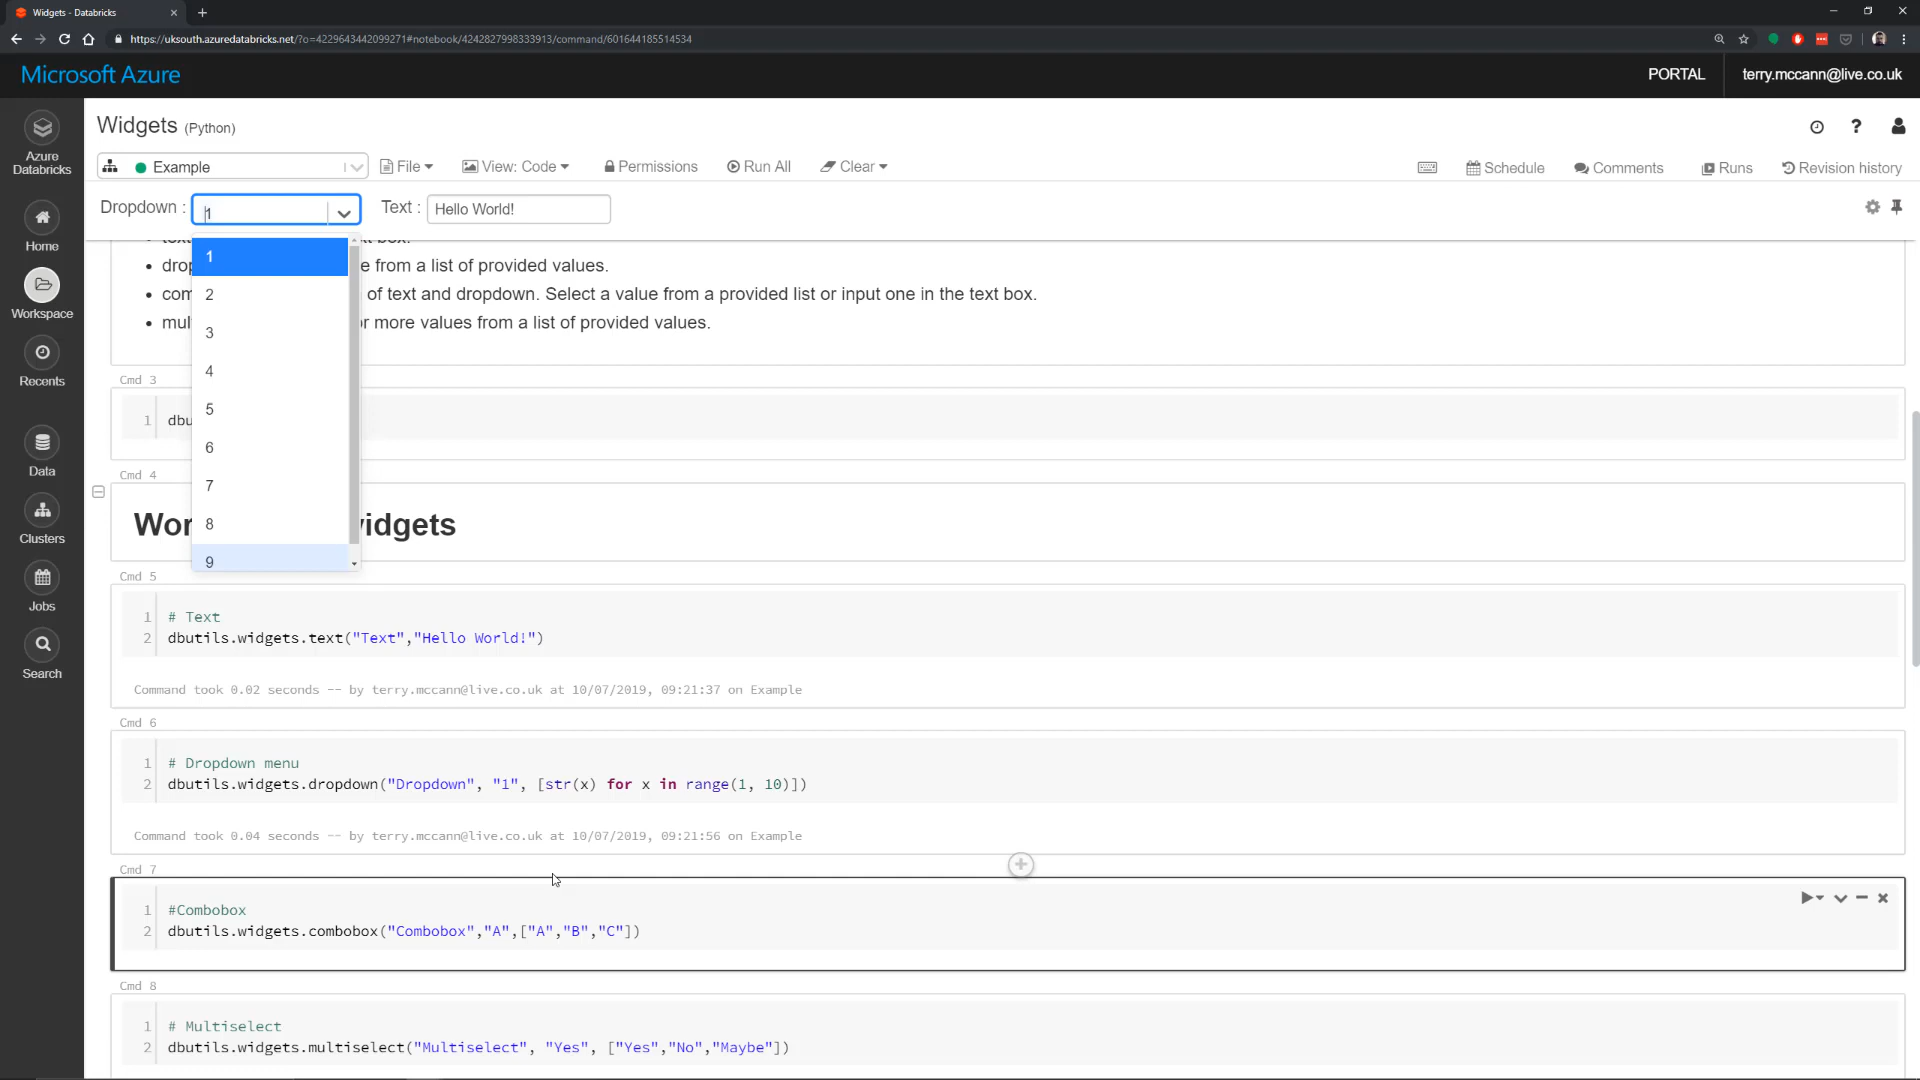 Widgets - Databricks
https://uksouth.azuredatabricks.net/?o=4229643442099271#notebook/4242827998333913/command/601644185514534
Microsoft Azure
PORTAL
terry.mccann@live.co.uk
Azure
Databricks
Home
Workspace
Recents
Data
Clusters
Jobs
Search
Widgets (Python)
Example
File
View: Code
Permissions
Run All
Clear
Schedule
Comments
Runs
Revision history
Dropdown :
1
Text :
Hello World!
1
2
3
4
5
6
7
8
9
e from a list of provided values.
of text and dropdown. Select a value from a provided list or input one in the text box.
r more values from a list of provided values.
Cmd 3
1 dbu
Cmd 4
Wor idgets
Cmd 5
1 # Text
2 dbutils.widgets.text("Text","Hello World!")
Command took 0.02 seconds -- by terry.mccann@live.co.uk at 10/07/2019, 09:21:37 on Example
Cmd 6
1 # Dropdown menu
2 dbutils.widgets.dropdown("Dropdown", "1", [str(x) for x in range(1, 10)])
Command took 0.04 seconds -- by terry.mccann@live.co.uk at 10/07/2019, 09:21:56 on Example
Cmd 7
1 #Combobox
2 dbutils.widgets.combobox("Combobox","A",["A","B","C"])
Cmd 8
1 # Multiselect
2 dbutils.widgets.multiselect("Multiselect", "Yes", ["Yes","No","Maybe"])